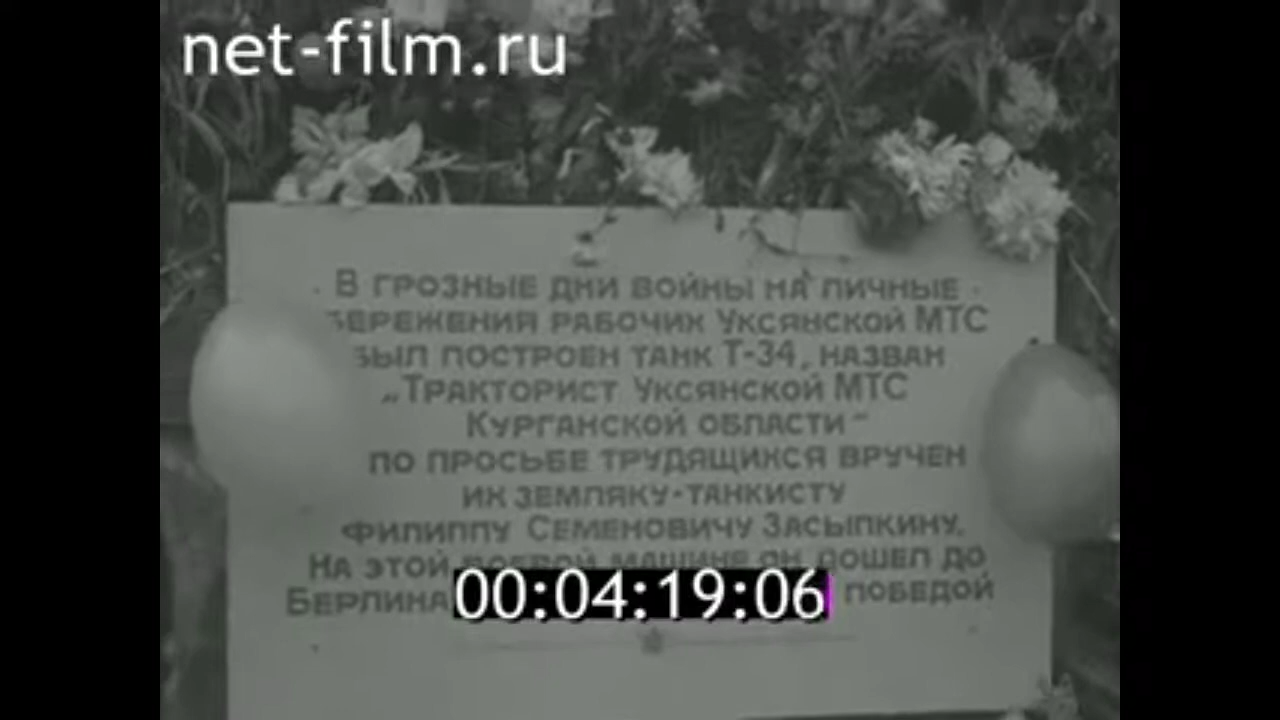 net-film.ru
В ГРОЗНЫЕ ДНИ ВОЙНЫ НА ЛИЧНЫЕ
СБЕРЕЖЕНИЯ РАБОЧИХ УКСЯНСКОЙ МТС
БЫЛ ПОСТРОЕН ТАНК Т-34, НАЗВАН
„ТРАКТОРИСТ УКСЯНСКОЙ МТС
КУРГАНСКОЙ ОБЛАСТИ"
ПО ПРОСЬБЕ ТРУДЯЩИХСЯ ВРУЧЕН
ИХ ЗЕМЛЯКУ-ТАНКИСТУ
ФИЛИППУ СЕМЕНОВИЧУ ЗАСЫПКИНУ.
НА ЭТОЙ БОЕВОЙ МАШИНЕ ОН ДОШЕЛ ДО
БЕРЛИНА ПОБЕДОЙ
00:04:19:06